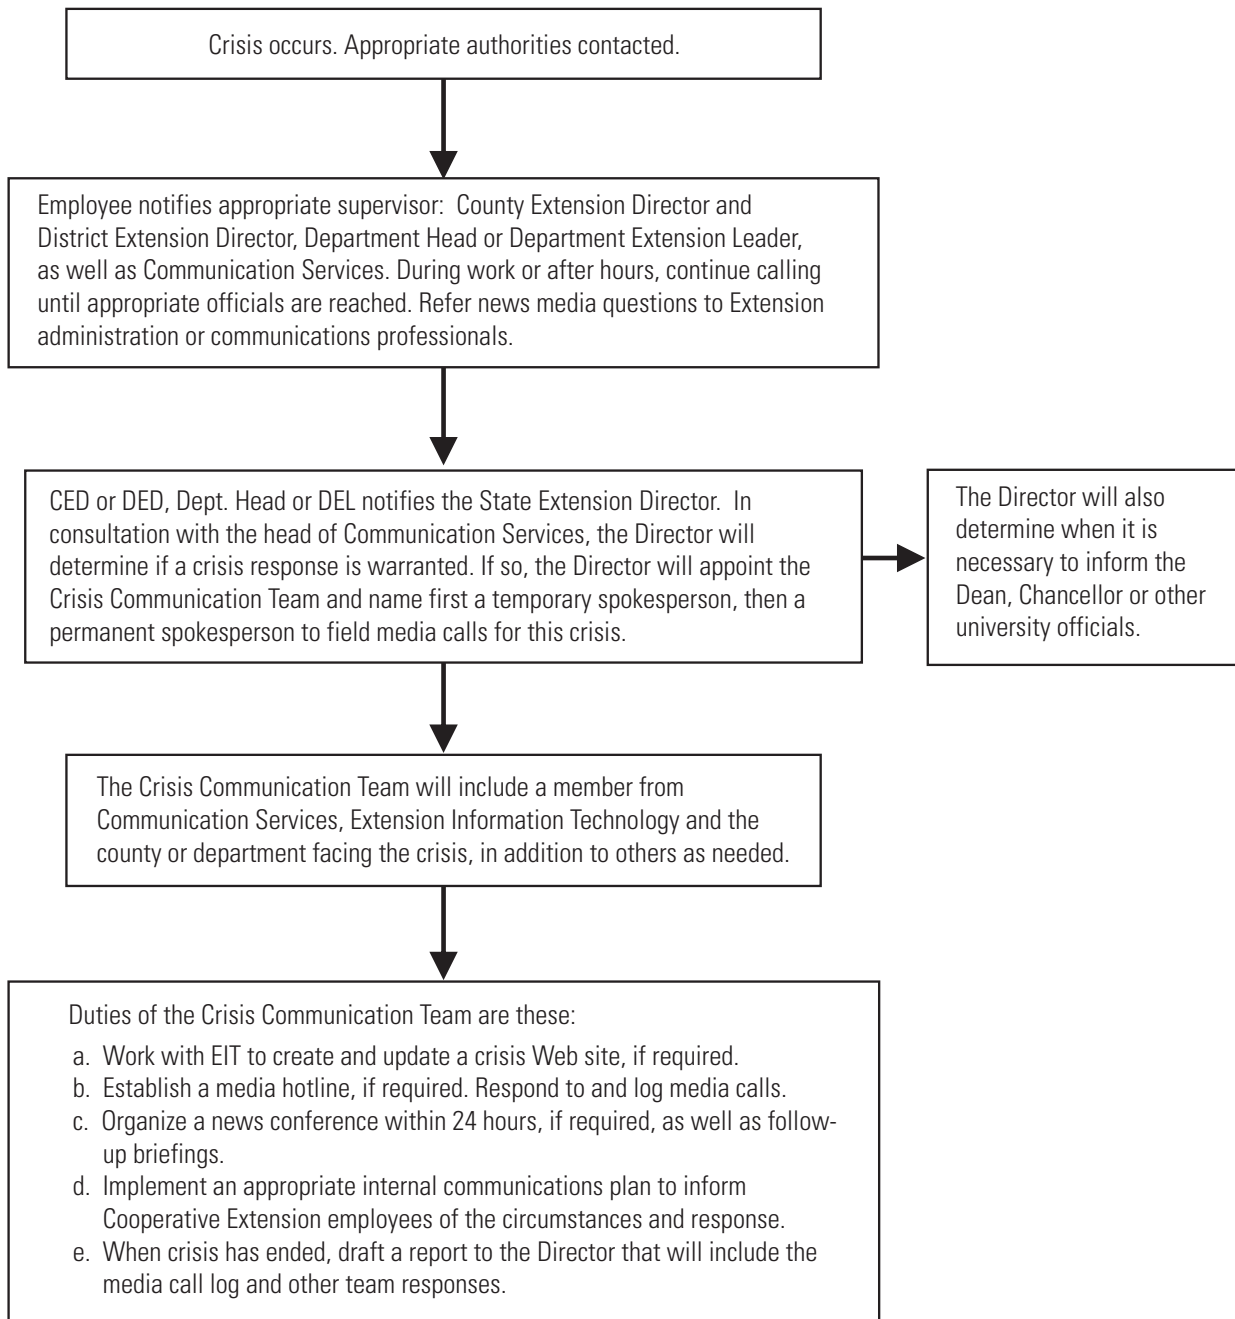 Crisis occurs. Appropriate authorities contacted.
Employee notifies appropriate supervisor:  County Extension Director and
District Extension Director, Department Head or Department Extension Leader,
as well as Communication Services. During work or after hours, continue calling
until appropriate officials are reached. Refer news media questions to Extension
administration or communications professionals.
CED or DED, Dept. Head or DEL notifies the State Extension Director.  In
consultation with the head of Communication Services, the Director will
determine if a crisis response is warranted. If so, the Director will appoint the
Crisis Communication Team and name first a temporary spokesperson, then a
permanent spokesperson to field media calls for this crisis.
The Director will also
determine when it is
necessary to inform the
Dean, Chancellor or other
university officials.
The Crisis Communication Team will include a member from
Communication Services, Extension Information Technology and the
county or department facing the crisis, in addition to others as needed.
Duties of the Crisis Communication Team are these:
a. Work with EIT to create and update a crisis Web site, if required.
b. Establish a media hotline, if required. Respond to and log media calls.
c. Organize a news conference within 24 hours, if required, as well as follow-
up briefings.
d. Implement an appropriate internal communications plan to inform
Cooperative Extension employees of the circumstances and response.
e. When crisis has ended, draft a report to the Director that will include the
media call log and other team responses.